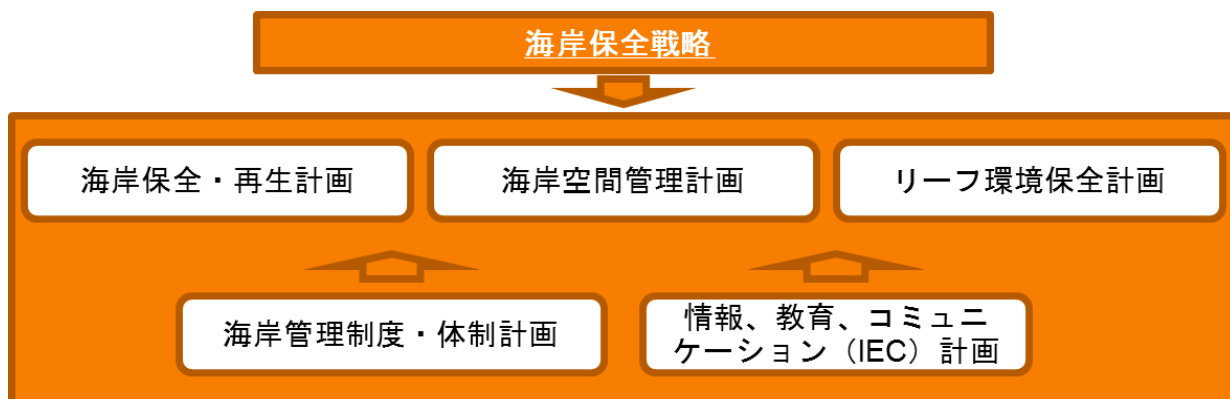 海岸保全戦略
海岸保全・再生計画
海岸空間管理計画
リーフ環境保全計画
海岸管理制度・体制計画
情報、教育、コミュニ
ケーション（IEC）計画